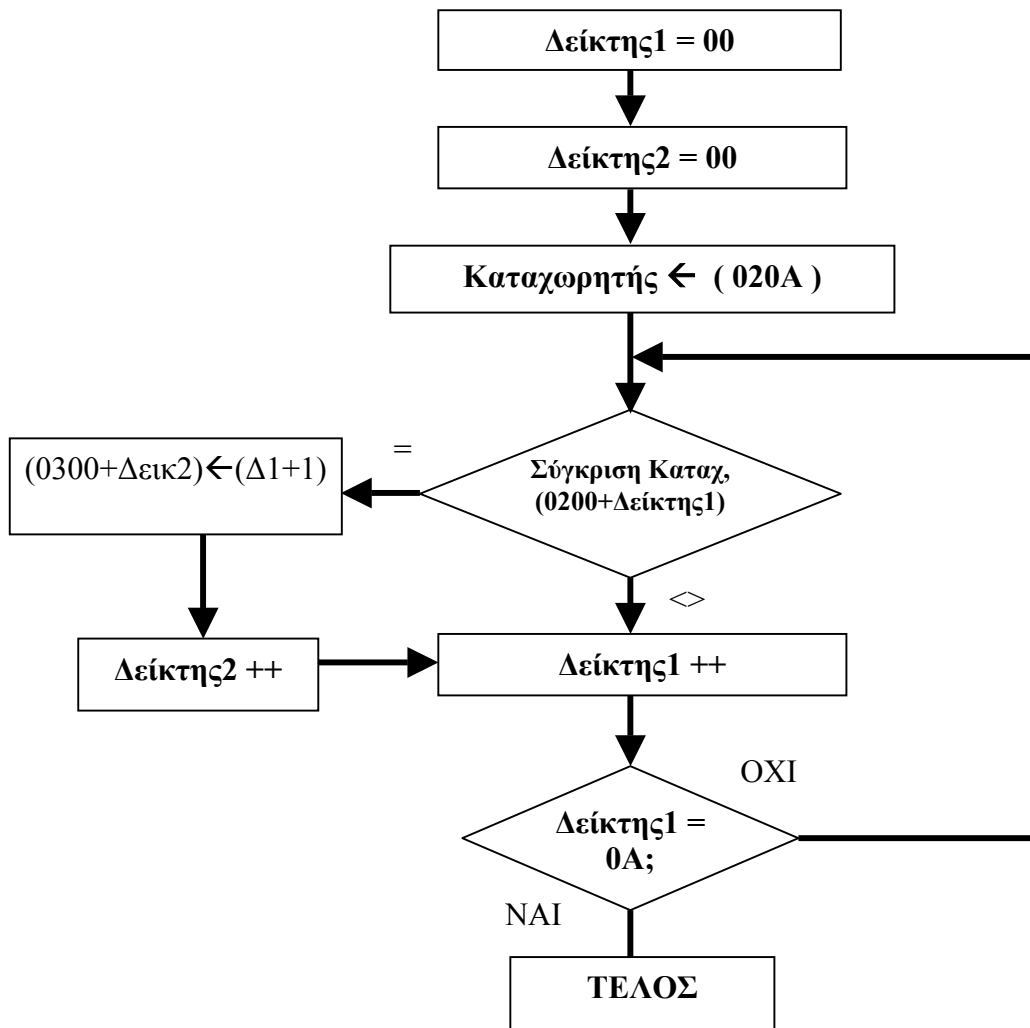 Δείκτης1 = 00
Δείκτης2 = 00
Καταχωρητής ← ( 020A )
Σύγκριση Καταχ,
(0200+Δείκτης1)
=
(0300+Δεικ2)←(Δ1+1)
<>
Δείκτης2 ++
Δείκτης1 ++
ΟΧΙ
Δείκτης1 =
0A;
ΝΑΙ
ΤΕΛΟΣ